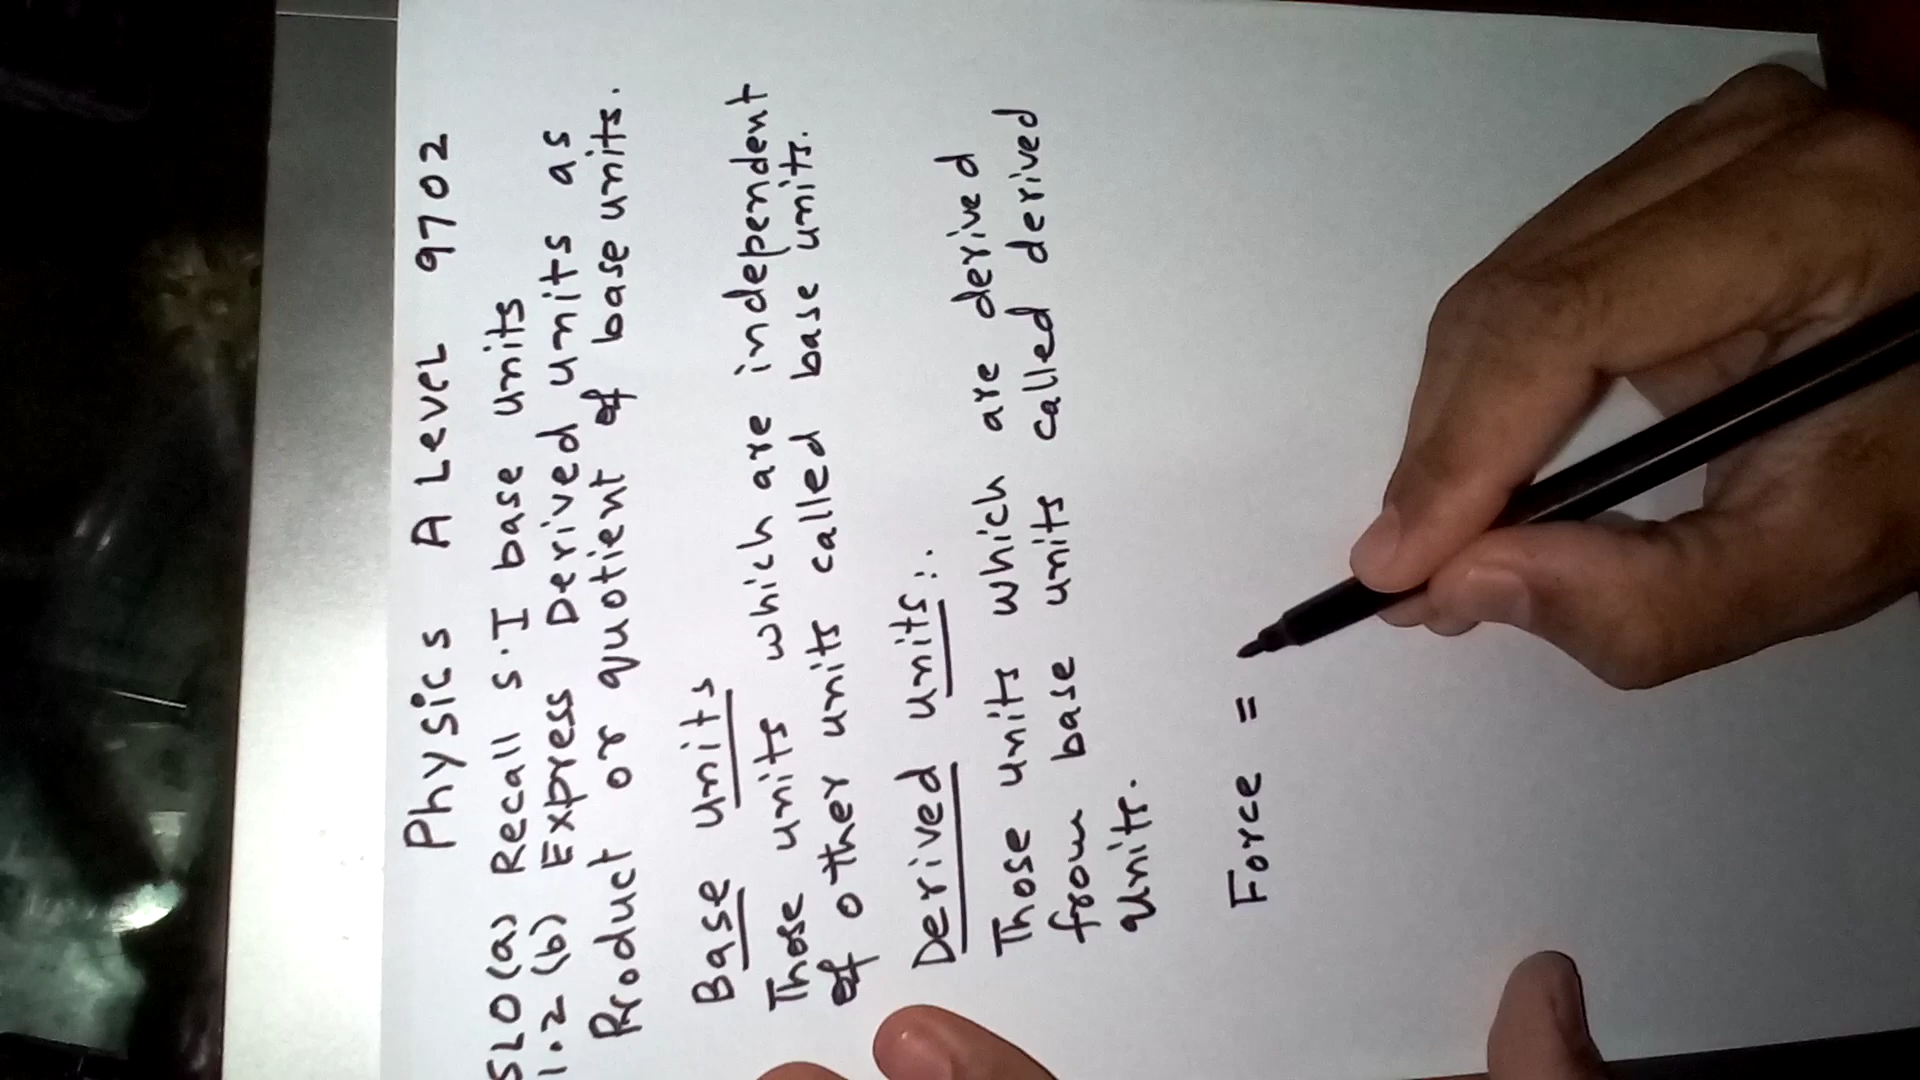 Physics A Level 9702
SLO (a) Recall S.I base units
1.2 (b) Express Derived units as
Product or quotient of base units.
Base units
Those units which are independent
of other units called base units.
Derived units:.
Those units which are derived
from base units called derived
units.
Force =